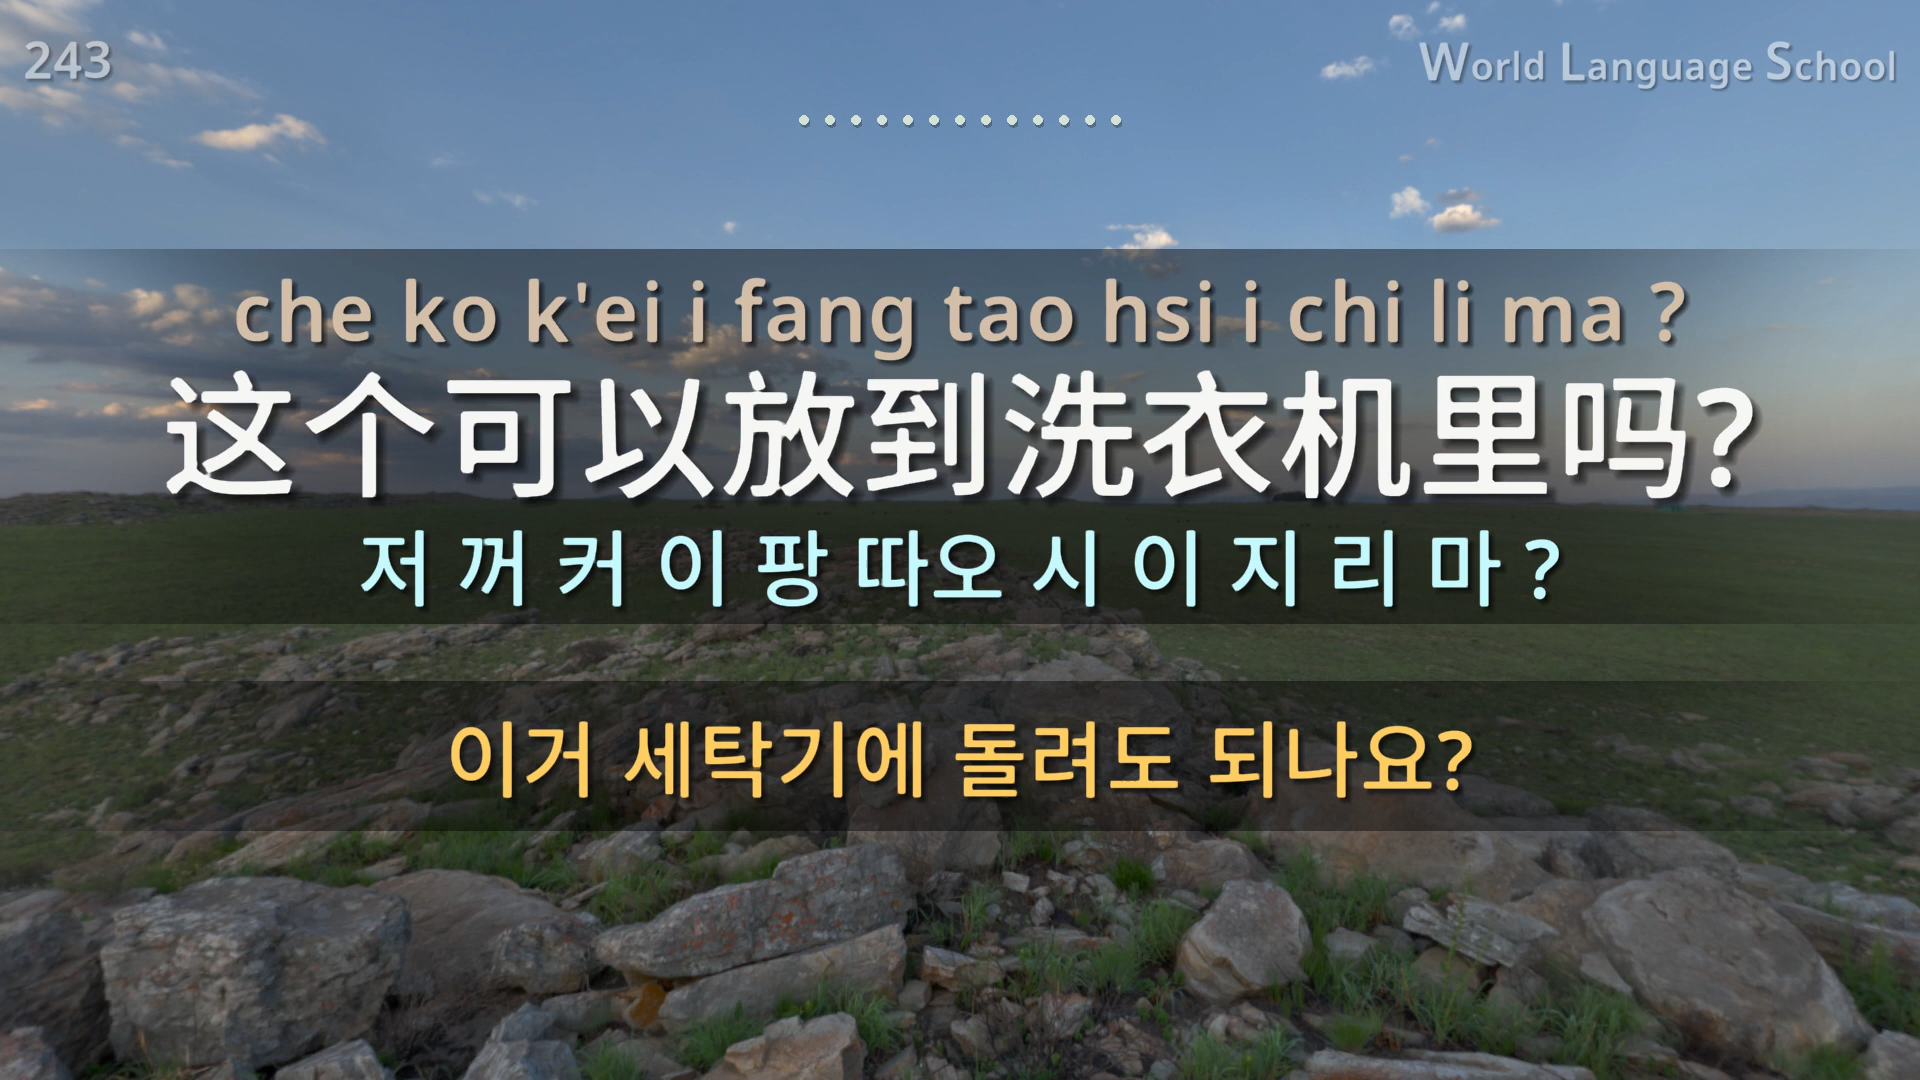 243
World Language School
che ko k'ei i fang tao hsi i chi li ma ?
这个可以放到洗衣机里吗?
저 꺼 커 이 팡 따오 시 이 지 리 마 ?
이거 세탁기에 돌려도 되나요?